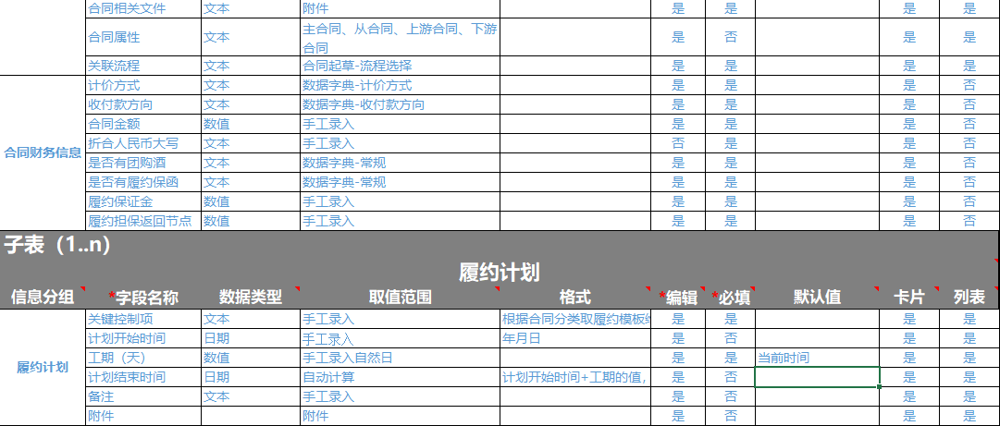 合同相关文件 文本 附件 是 是 是 是
合同属性 文本 主合同、从合同、上游合同、下游 是 否 是 是
合同
关联流程 文本 合同起草-流程选择 是 是 是 是
计价方式 文本 数据字典-计价方式 是 是 是 否
收付款方向 文本 数据字典-收付款方向 是 是 是 否
合同金额 数值 手工录入 是 是 是 是
合同财务信息 折合人民币大写 文本 手工录入 否 是 是 否
是否有团购酒 文本 数据字典-常规 是 是 是 否
是否有履约保函 文本 数据字典-常规 是 是 是 否
履约保证金 数值 手工录入 是 是 是 否
履约担保返回节点 数值 手工录入 是 是 是 否
子表（1..n）
履约计划
信息分组 *字段名称 数据类型 取值范围 格式 *编辑 *必填 默认值 卡片 列表
关键控制项 文本 手工录入 根据合同分类取履约模板 是 是 是 是
计划开始时间 日期 手工录入 年月日 是 否 是 是
工期（天） 数值 手工录入自然日 是 是 当前时间 是 是
履约计划 计划结束时间 日期 自动计算 计划开始时间+工期的值， 是 否 是 是
备注 文本 手工录入 是 否 是 是
附件 附件 是 否 是 是